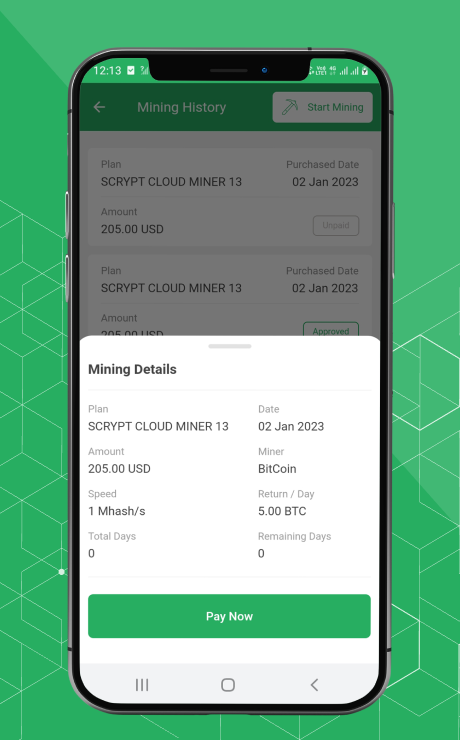 12:13
Mining History
Start Mining
Plan
Purchased Date
SCRYPT CLOUD MINER 13
02 Jan 2023
Amount
205.00 USD
Unpaid
Plan
Purchased Date
SCRYPT CLOUD MINER 13
02 Jan 2023
Amount
205.00 USD
Approved
Mining Details
Plan
Date
SCRYPT CLOUD MINER 13
02 Jan 2023
Amount
Miner
205.00 USD
BitCoin
Speed
Return / Day
1 Mhash/s
5.00 BTC
Total Days
Remaining Days
0
0
Pay Now